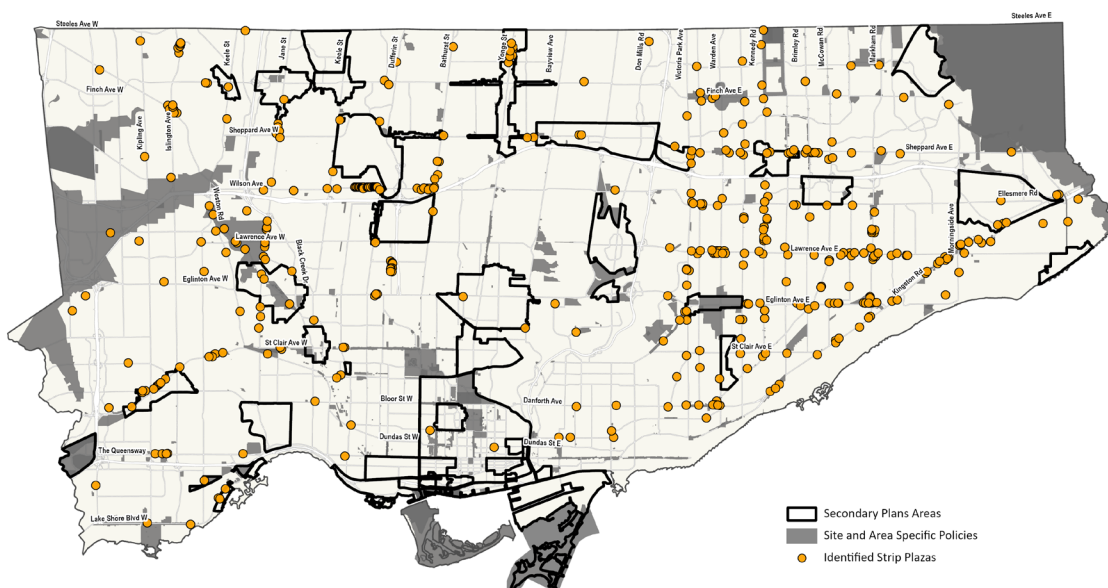 Steeles Ave W
Steeles Ave E
Keele St
Jane St
Keele St
Dufferin St
Bathurst St
Yonge St
Bayview Ave
Don Mills Rd
Victoria Park Ave
Warden Ave
Kennedy Rd
Brimley Rd
McCowan Rd
Markham Rd
Finch Ave W
Finch Ave E
Kipling Ave
Islington Ave
Sheppard Ave W
Sheppard Ave E
Wilson Ave
Ellesmere Rd
Weston Rd
Lawrence Ave W
Black Creek Dr
Lawrence Ave E
Morningside Ave
Eglinton Ave W
Kingston Rd
Eglinton Ave E
St Clair Ave W
St Clair Ave E
Bloor St W
Danforth Ave
Dundas St W
Dundas St E
The Queensway
Lake Shore Blvd W
Secondary Plans Areas
Site and Area Specific Policies
Identified Strip Plazas